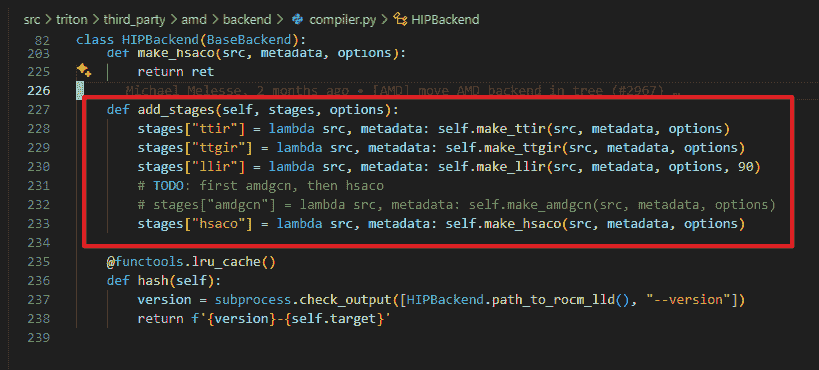 src > triton > third_party > amd > backend > compiler.py > HIPBackend
82 class HIPBackend(BaseBackend):
203     def make_hsaco(src, metadata, options):
225         return ret
226 Michael Melesse, 2 months ago • [AMD] move AMD backend in tree (#2967) …
227     def add_stages(self, stages, options):
228         stages["ttir"] = lambda src, metadata: self.make_ttir(src, metadata, options)
229         stages["ttgir"] = lambda src, metadata: self.make_ttgir(src, metadata, options)
230         stages["llir"] = lambda src, metadata: self.make_llir(src, metadata, options, 90)
231         # TODO: first amdgcn, then hsaco
232         # stages["amdgcn"] = lambda src, metadata: self.make_amdgcn(src, metadata, options)
233         stages["hsaco"] = lambda src, metadata: self.make_hsaco(src, metadata, options)
234
235     @functools.lru_cache()
236     def hash(self):
237         version = subprocess.check_output([HIPBackend.path_to_rocm_lld(), "--version"])
238         return f'{version}-{self.target}'
239